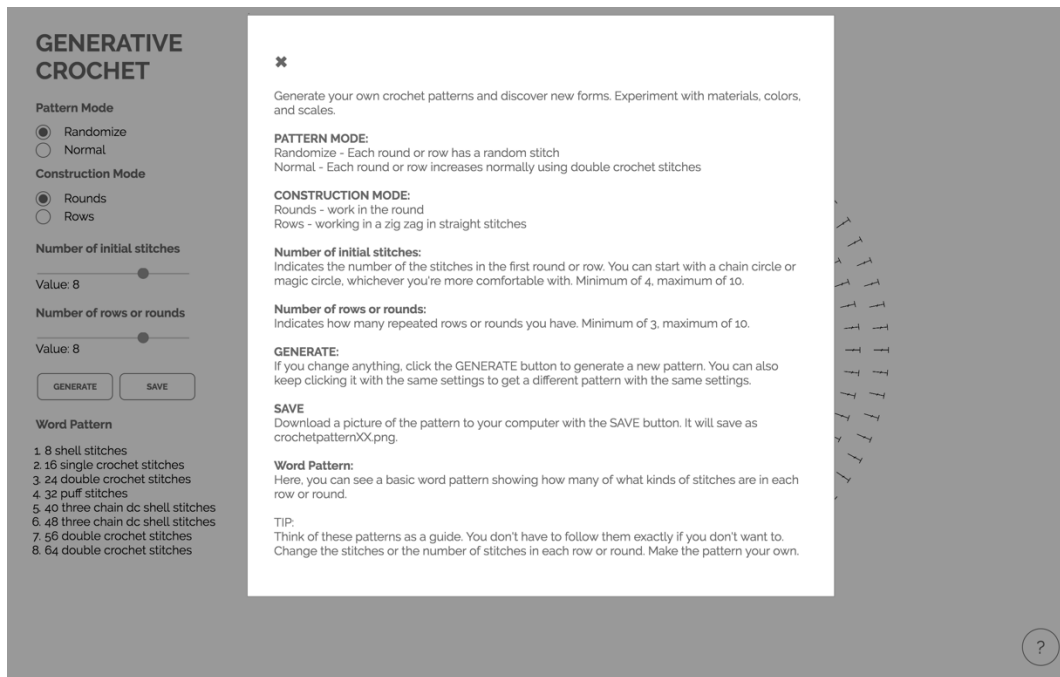 GENERATIVE
CROCHET
Pattern Mode
Randomize
Normal
Construction Mode
Rounds
Rows
Number of initial stitches
Value: 8
Number of rows or rounds
Value: 8
GENERATE
SAVE
Word Pattern
1. 8 shell stitches
2. 16 single crochet stitches
3. 24 double crochet stitches
4. 32 puff stitches
5. 40 three chain dc shell stitches
6. 48 three chain dc shell stitches
7. 56 double crochet stitches
8. 64 double crochet stitches
✖
Generate your own crochet patterns and discover new forms. Experiment with materials, colors,
and scales.
PATTERN MODE:
Randomize - Each round or row has a random stitch
Normal - Each round or row increases normally using double crochet stitches
CONSTRUCTION MODE:
Rounds - work in the round
Rows - working in a zig zag in straight stitches
Number of initial stitches:
Indicates the number of the stitches in the first round or row. You can start with a chain circle or
magic circle, whichever you're more comfortable with. Minimum of 4, maximum of 10.
Number of rows or rounds:
Indicates how many repeated rows or rounds you have. Minimum of 3, maximum of 10.
GENERATE:
If you change anything, click the GENERATE button to generate a new pattern. You can also
keep clicking it with the same settings to get a different pattern with the same settings.
SAVE
Download a picture of the pattern to your computer with the SAVE button. It will save as
crochetpatternXX.png.
Word Pattern:
Here, you can see a basic word pattern showing how many of what kinds of stitches are in each
row or round.
TIP:
Think of these patterns as a guide. You don't have to follow them exactly if you don't want to.
Change the stitches or the number of stitches in each row or round. Make the pattern your own.
?